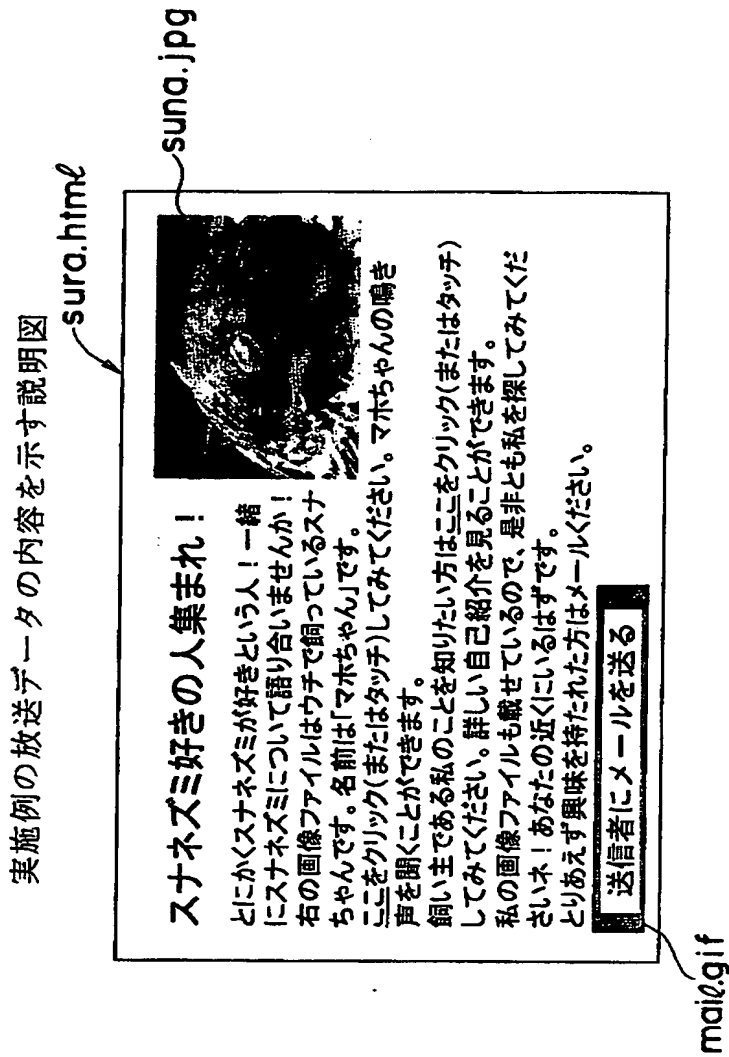 実施例の放送データの内容を示す説明図
sura.html
suna.jpg
スナネズミ好きの人集まれ！
とにかくスナネズミが好きという人！一緒
にスナネズミについて語り合いませんか！
右の画像ファイルはウチで飼っているスナ
ちゃんです。名前は「マホちゃん」です。
ここをクリック(またはタッチ)してみてください。マホちゃんの鳴き
声を聞くことができます。
飼い主である私のことを知りたい方はここをクリック(またはタッチ)
してみてください。詳しい自己紹介を見ることができます。
私の画像ファイルも載せているので、是非とも私を探してみてくだ
さいネ！あなたの近くにいるはずです。
とりあえず興味を持たれた方はメールください。
送信者にメールを送る
mail.gif